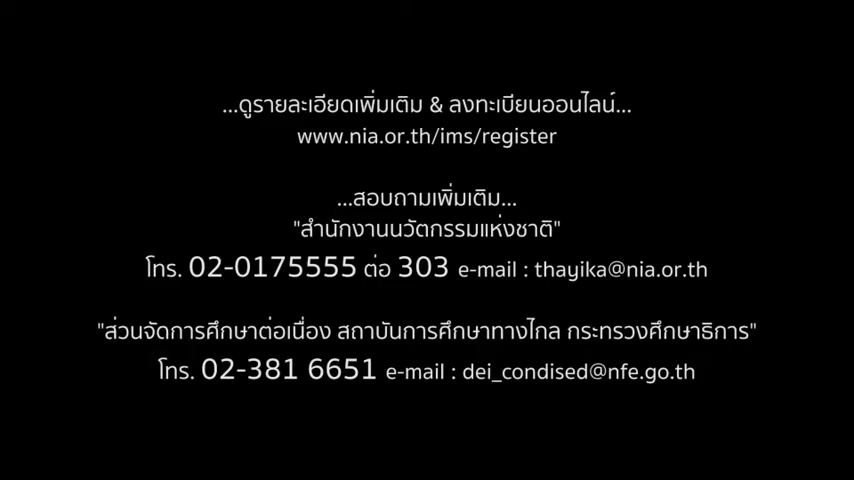 ...ดูรายละเอียดเพิ่มเติม & ลงทะเบียนออนไลน์...
www.nia.or.th/ims/register
...สอบถามเพิ่มเติม...
"สำนักงานนวัตกรรมแห่งชาติ"
โทร. 02-0175555 ต่อ 303 e-mail : thayika@nia.or.th
"ส่วนจัดการศึกษาต่อเนื่อง สถาบันการศึกษาทางไกล กระทรวงศึกษาธิการ"
โทร. 02-381 6651 e-mail : dei_condised@nfe.go.th